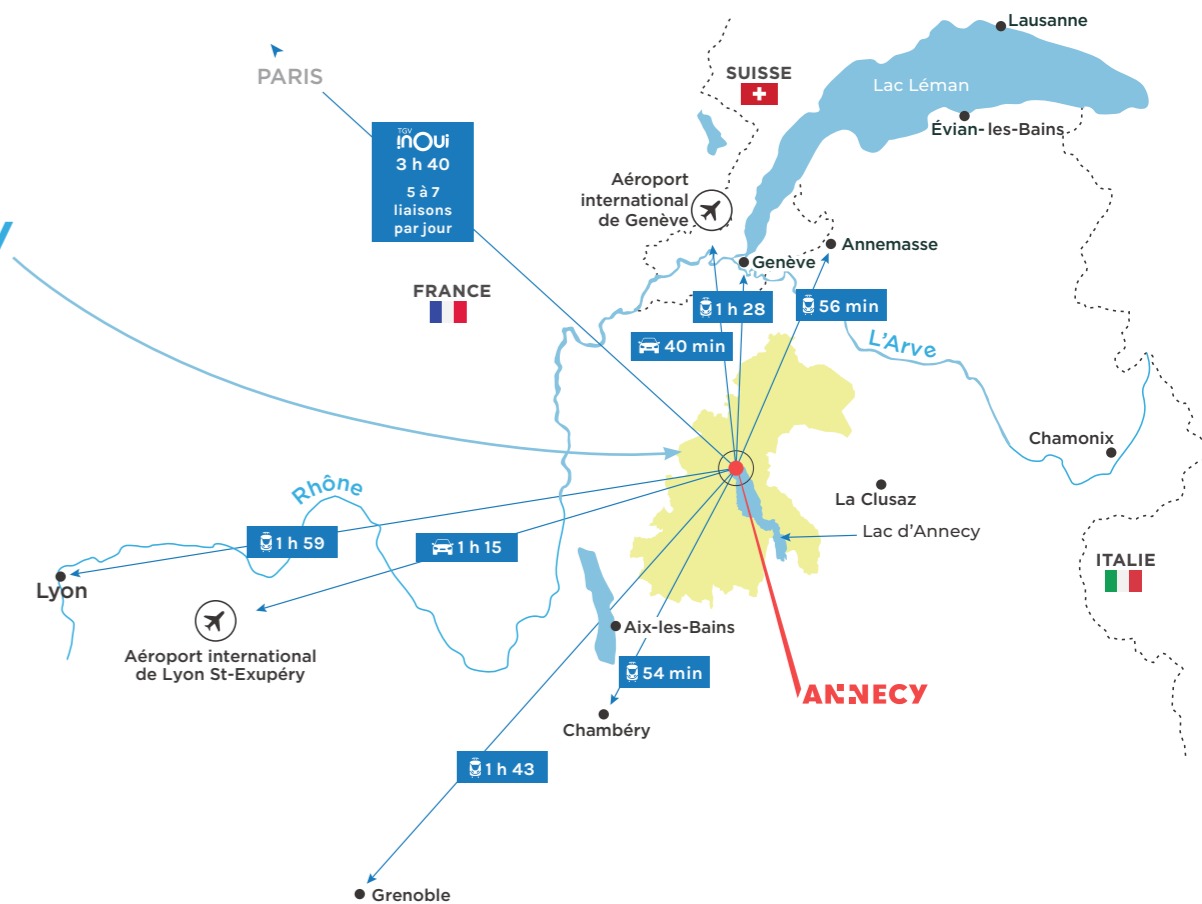 Lausanne
PARIS
SUISSE
Lac Léman
TGV
inOui
3 h 40
5 à 7
liaisons
par jour
Évian-les-Bains
Aéroport
international
de Genève
Annemasse
Genève
FRANCE
1 h 28
56 min
40 min
L'Arve
Chamonix
Rhône
La Clusaz
Lac d'Annecy
1 h 59
1 h 15
ITALIE
Lyon
Aix-les-Bains
Aéroport international
de Lyon St-Exupéry
54 min
ANNECY
Chambéry
1 h 43
Grenoble